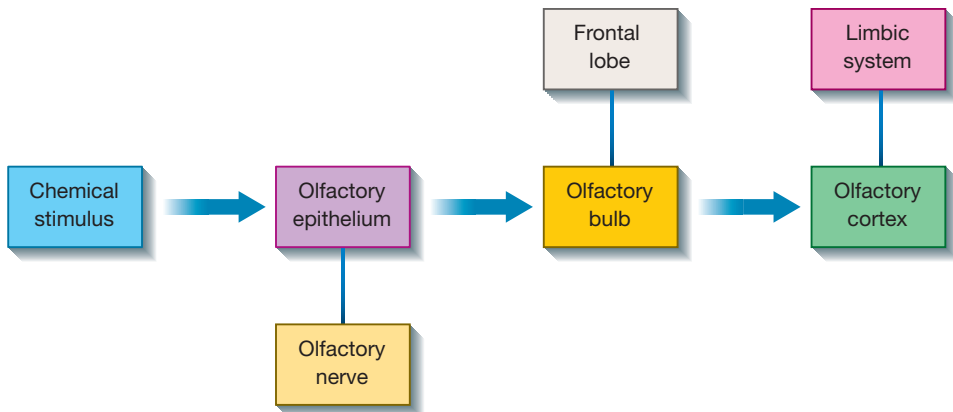 Frontal
lobe
Limbic
system
Chemical
stimulus
Olfactory
epithelium
Olfactory
bulb
Olfactory
cortex
Olfactory
nerve